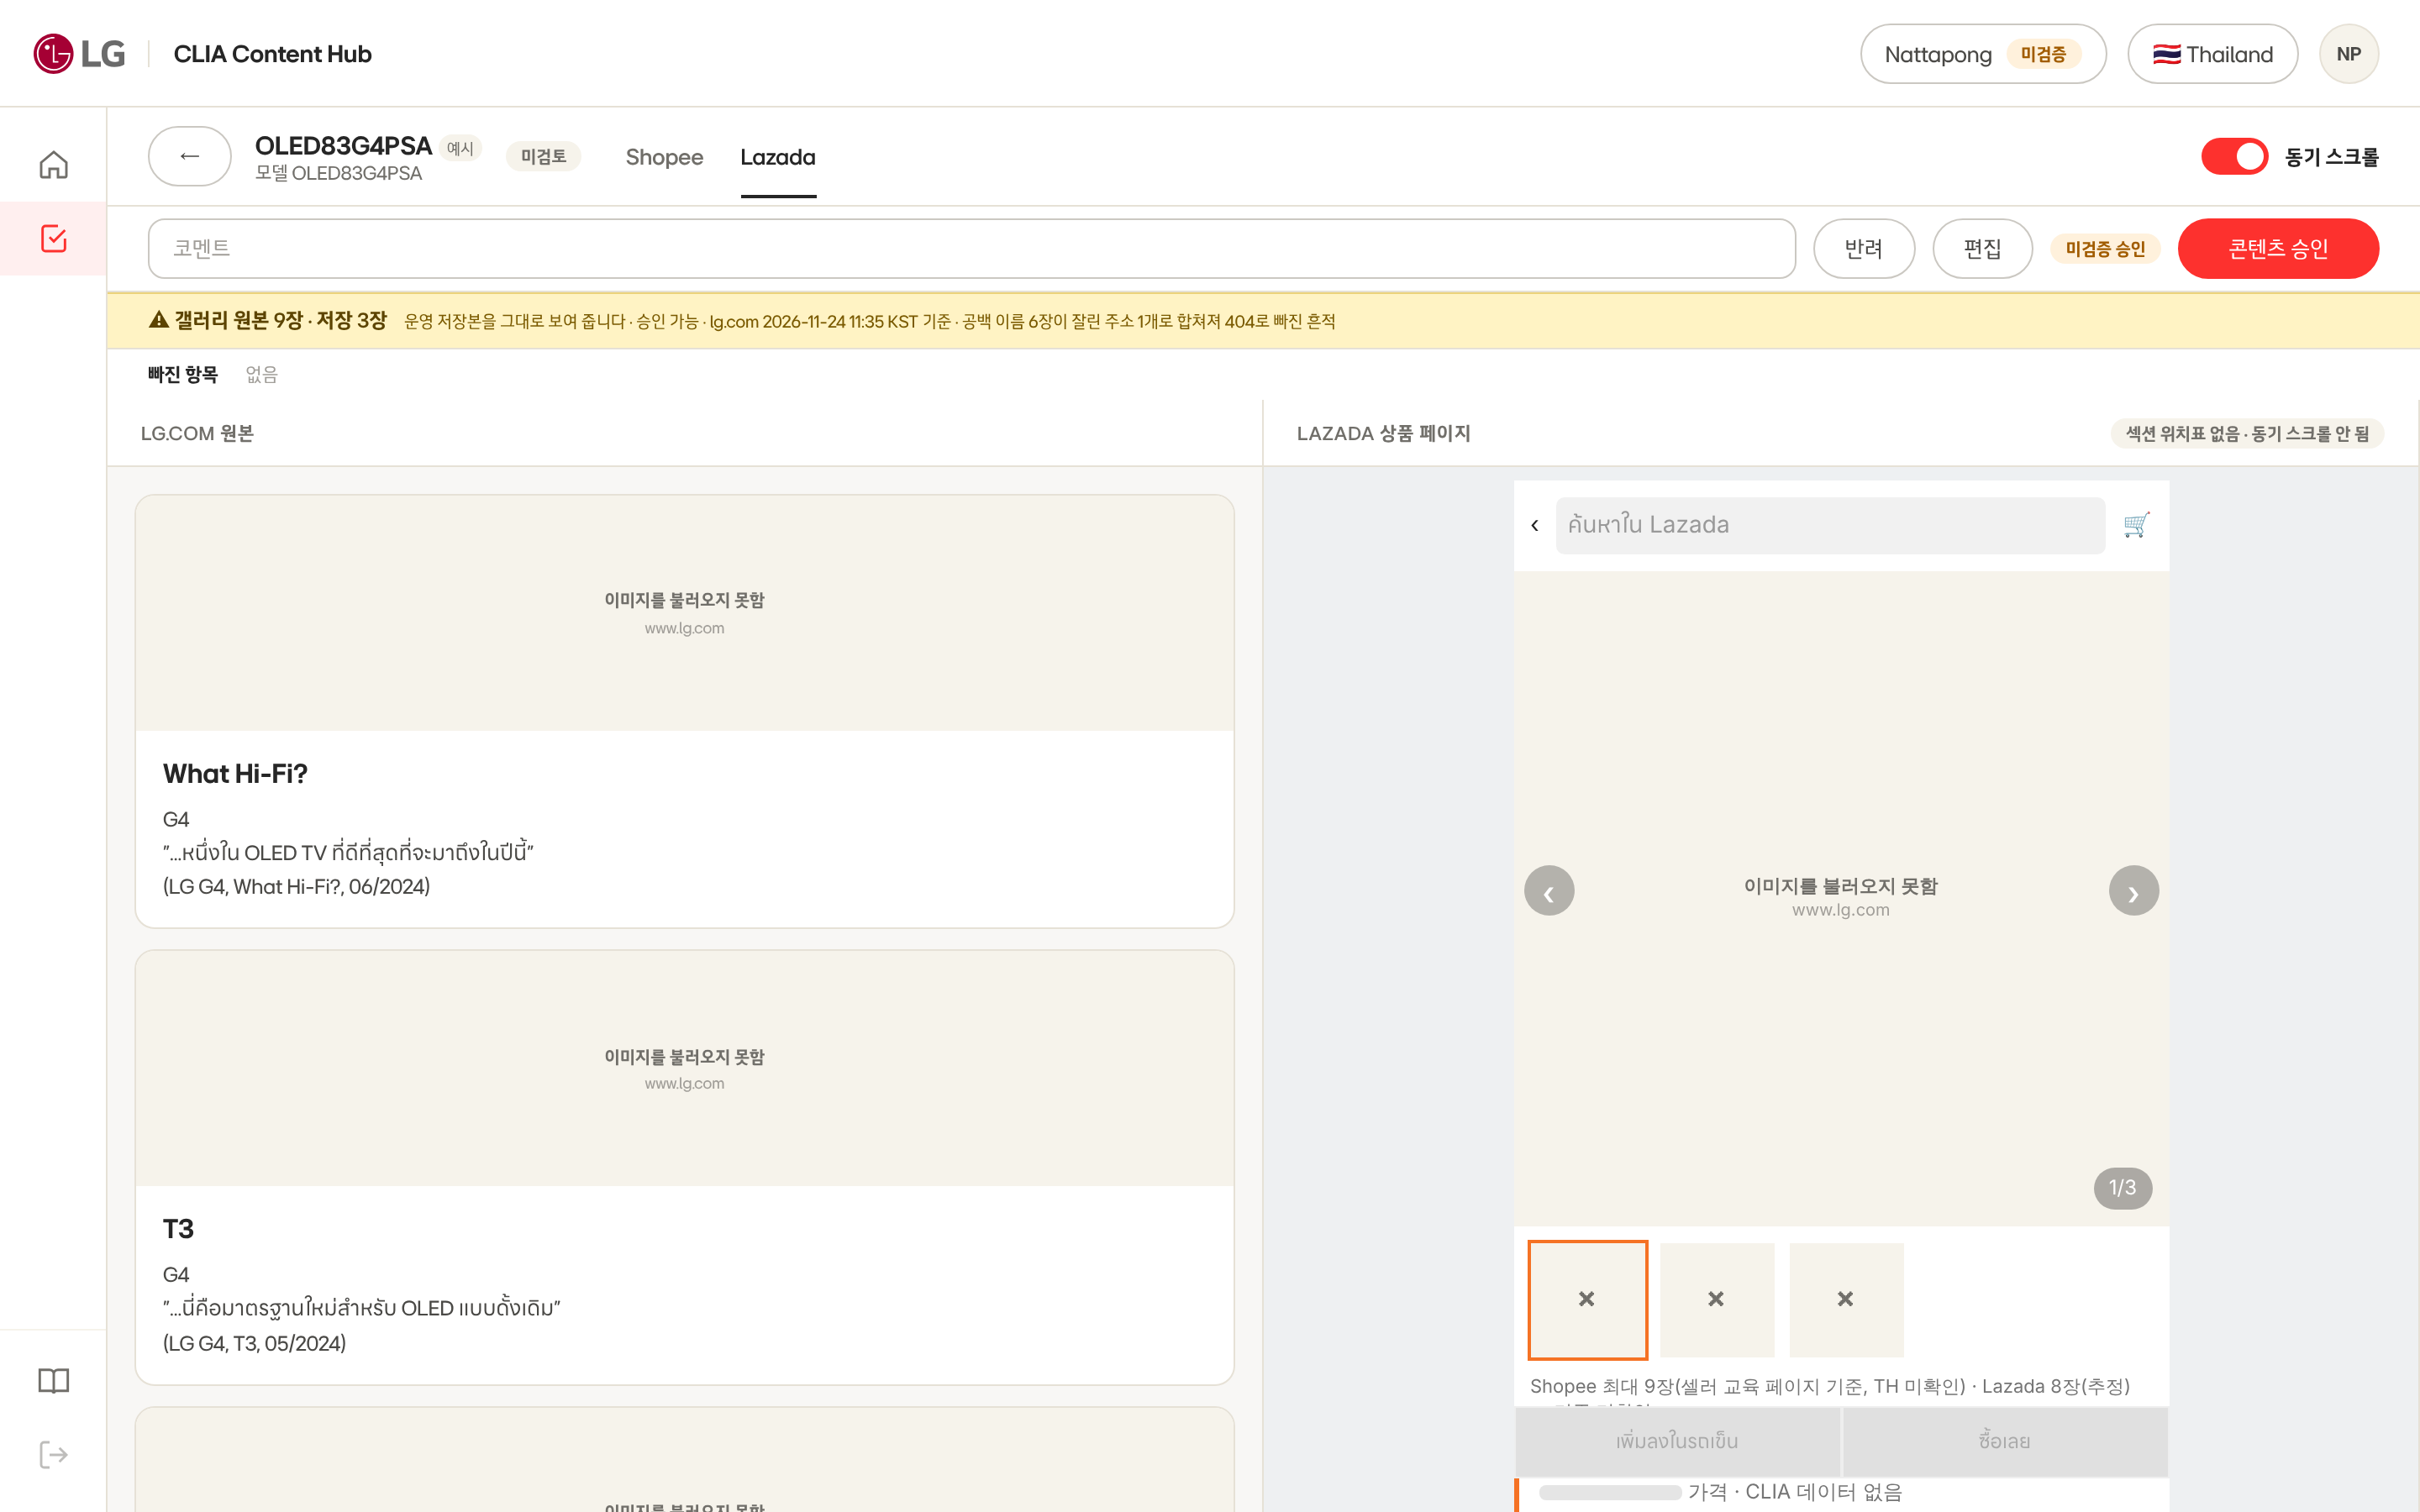 LG
CLIA Content Hub
Nattapong 미검증
Thailand
NP
←
OLED83G4PSA 예시
모델 OLED83G4PSA
미검토
Shopee
Lazada
동기 스크롤
코멘트
반려
편집
미검증 승인
콘텐츠 승인
갤러리 원본 9장 · 저장 3장 운영 저장본을 그대로 보여 줍니다 · 승인 가능 · lg.com 2026-11-24 11:35 KST 기준 · 공백 이름 6장이 잘린 주소 1개로 합쳐져 404로 빠진 흔적
빠진 항목 없음
LG.COM 원본
이미지를 불러오지 못함
www.lg.com
What Hi-Fi?
G4
"...หนึ่งใน OLED TV ที่ดีที่สุดที่จะมาถึงในปีนี้"
(LG G4, What Hi-Fi?, 06/2024)
이미지를 불러오지 못함
www.lg.com
T3
G4
"...นี่คือมาตรฐานใหม่สำหรับ OLED แบบดั้งเดิม"
(LG G4, T3, 05/2024)
이미지를 불러오지 못함
LAZADA 상품 페이지
섹션 위치표 없음 · 동기 스크롤 안 됨
ค้นหาใน Lazada
이미지를 불러오지 못함
www.lg.com
1/3
Shopee 최대 9장(셀러 교육 페이지 기준, TH 미확인) · Lazada 8장(추정)
เพิ่มลงในรถเข็น
ซื้อเลย
가격 · CLIA 데이터 없음